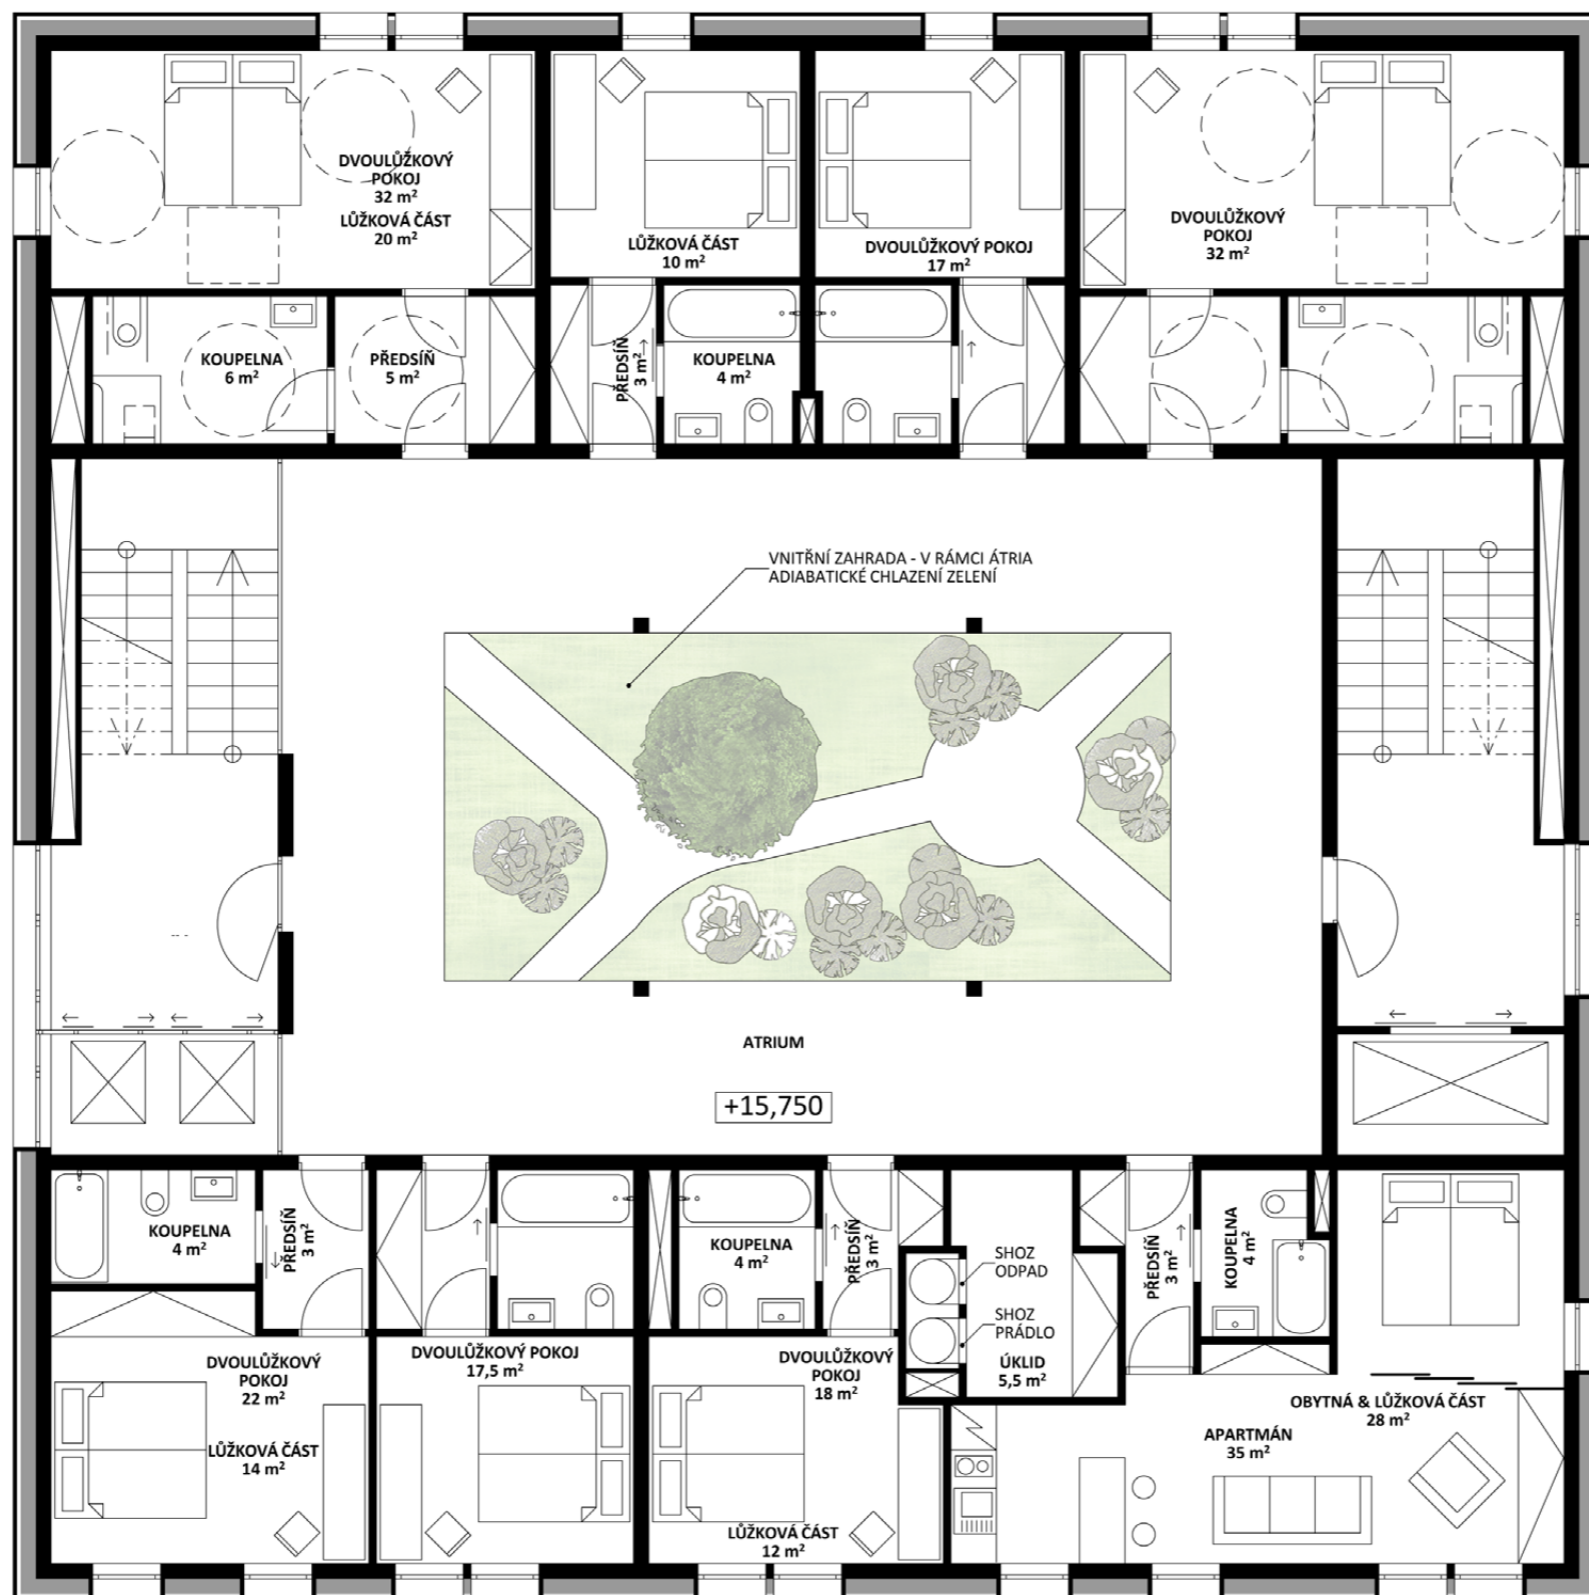 DVOULŮŽKOVÝ
POKOJ
32 m²
LŮŽKOVÁ ČÁST
20 m²
LŮŽKOVÁ ČÁST
10 m²
DVOULŮŽKOVÝ POKOJ
17 m²
DVOULŮŽKOVÝ
POKOJ
32 m²
KOUPELNA
6 m²
PŘEDSÍŇ
5 m²
PŘEDSÍŇ
3 m²
KOUPELNA
4 m²
VNITŘNÍ ZAHRADA - V RÁMCI ÁTRIA
ADIABATICKÉ CHLAZENÍ ZELENÍ
ATRIUM
+15,750
KOUPELNA
4 m²
PŘEDSÍŇ
3 m²
KOUPELNA
4 m²
PŘEDSÍŇ
3 m²
SHOZ
ODPAD
SHOZ
PRÁDLO
ÚKLID
5,5 m²
PŘEDSÍŇ
3 m²
KOUPELNA
4 m²
DVOULŮŽKOVÝ
POKOJ
22 m²
LŮŽKOVÁ ČÁST
14 m²
DVOULŮŽKOVÝ POKOJ
17,5 m²
DVOULŮŽKOVÝ
POKOJ
18 m²
LŮŽKOVÁ ČÁST
12 m²
OBYTNÁ & LŮŽKOVÁ ČÁST
28 m²
APARTMÁN
35 m²